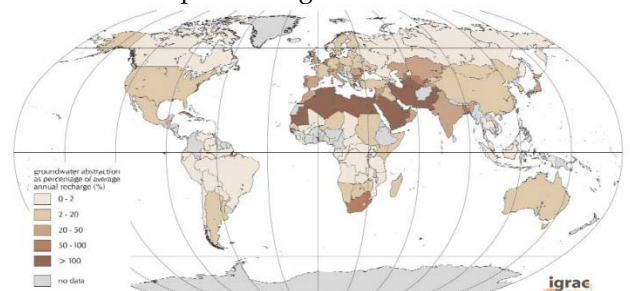 groundwater abstraction
as percentage of average
annual recharge (%)
0 - 2
2 - 20
20 - 50
50 - 100
> 100
no data
igrac